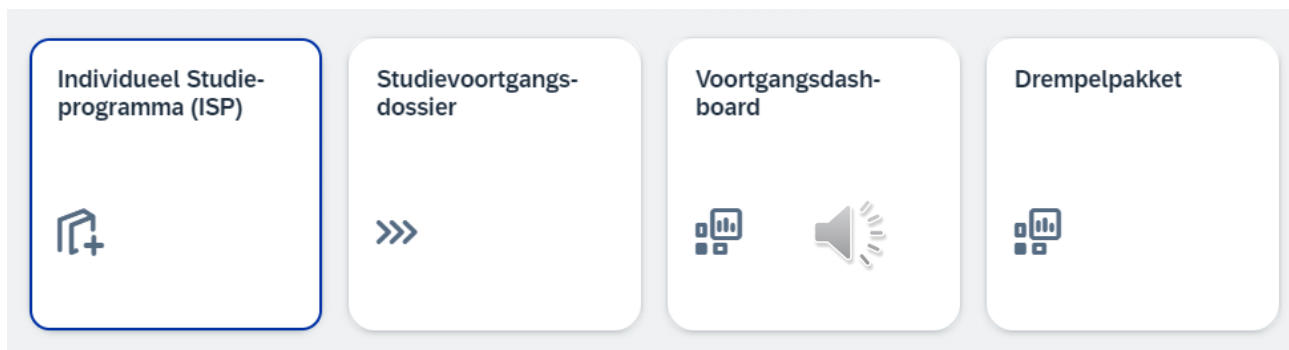 Individueel Studie-
programma (ISP)
Studievoortgangs-
dossier
Voortgangsdash-
board
Drempelpakket